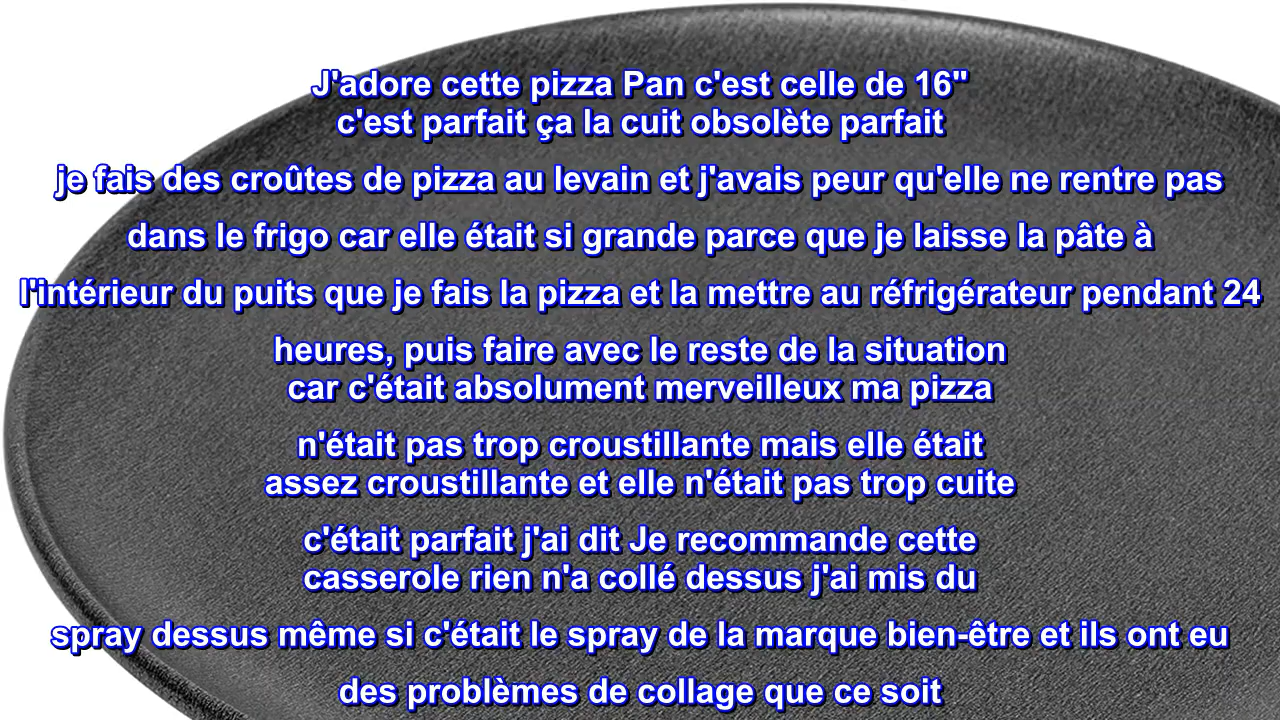 J'adore cette pizza Pan c'est celle de 16"
c'est parfait ça la cuit obsolète parfait
je fais des croûtes de pizza au levain et j'avais peur qu'elle ne rentre pas
dans le frigo car elle était si grande parce que je laisse la pâte à
l'intérieur du puits que je fais la pizza et la mettre au réfrigérateur pendant 24
heures, puis faire avec le reste de la situation
car c'était absolument merveilleux ma pizza
n'était pas trop croustillante mais elle était
assez croustillante et elle n'était pas trop cuite
c'était parfait j'ai dit Je recommande cette
casserole rien n'a collé dessus j'ai mis du
spray dessus même si c'était le spray de la marque bien-être et ils ont eu
des problèmes de collage que ce soit